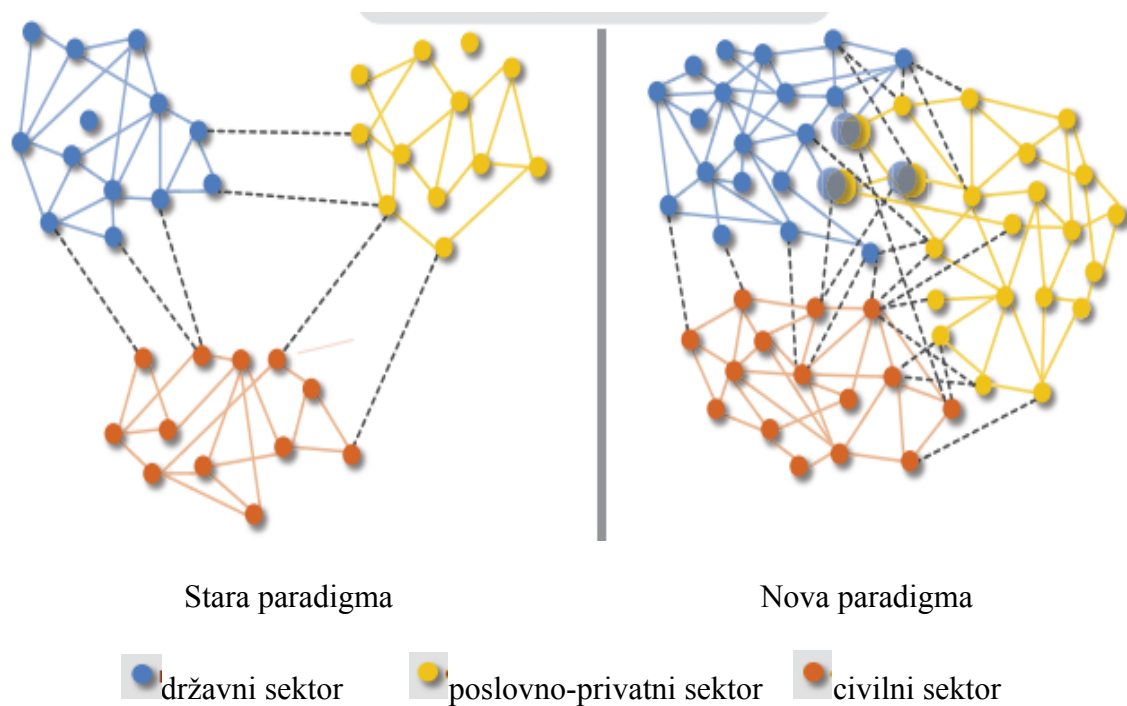 Stara paradigma
Nova paradigma
državni sektor
poslovno-privatni sektor
civilni sektor